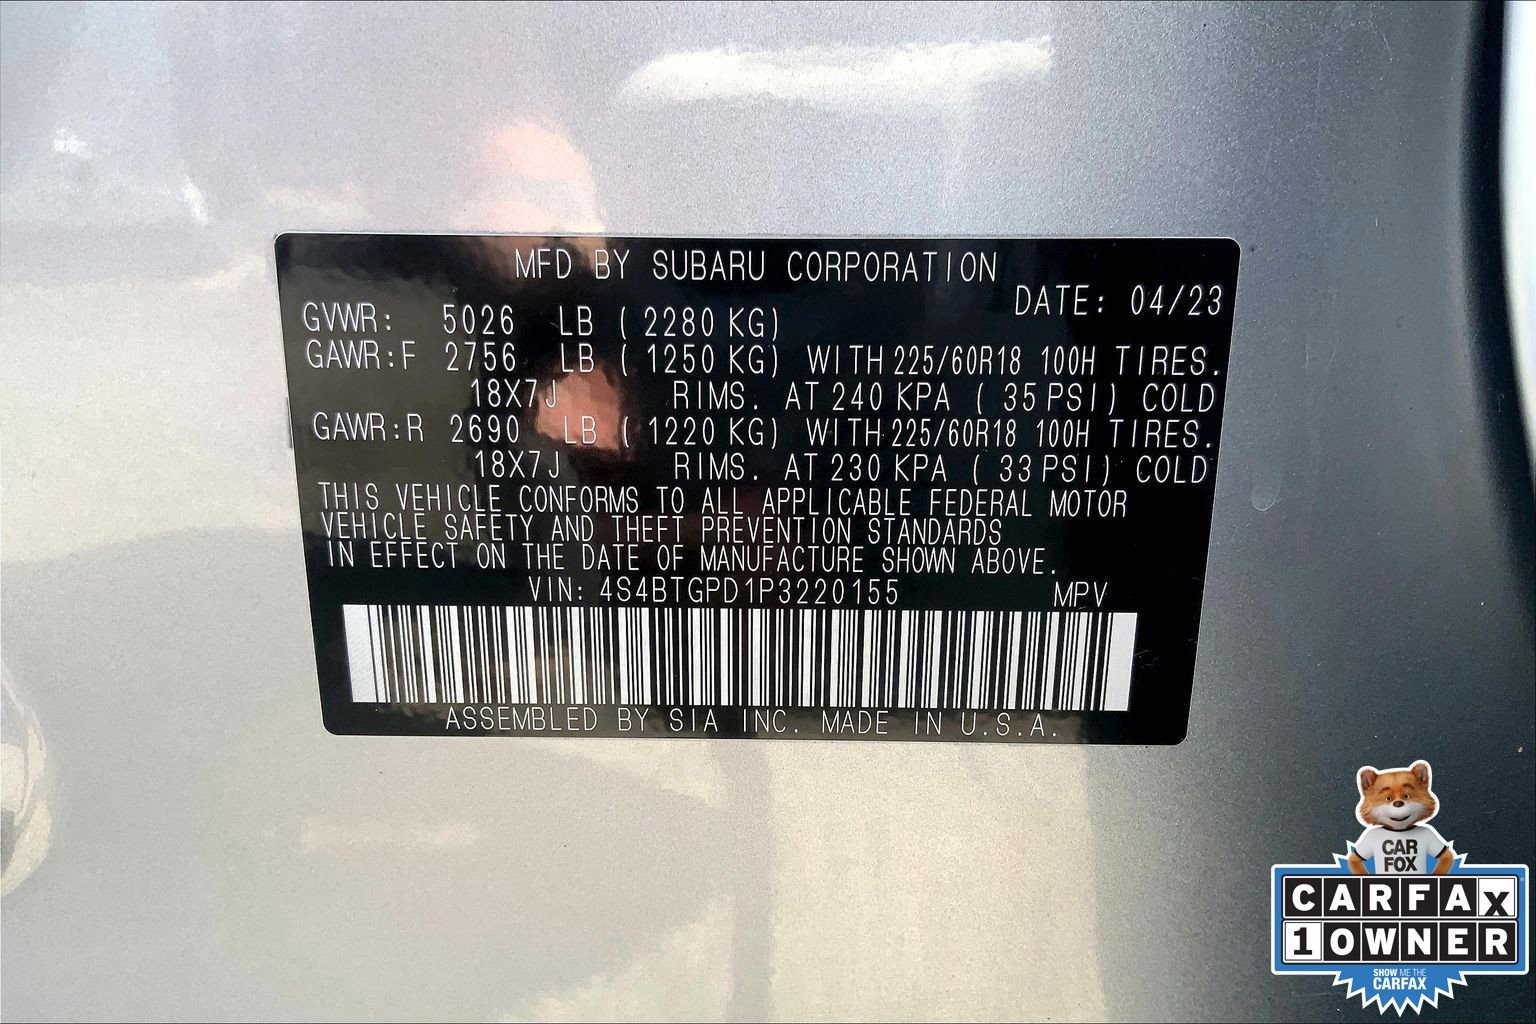 MFD BY SUBARU CORPORATION
DATE: 04/23
GVWR: 5026 LB ( 2280 KG)
GAWR:F 2756 LB ( 1250 KG) WITH 225/60R18 100H TIRES.
18X7J RIMS. AT 240 KPA ( 35 PSI) COLD
GAWR:R 2690 LB ( 1220 KG) WITH 225/60R18 100H TIRES.
18X7J RIMS. AT 230 KPA ( 33 PSI) COLD
THIS VEHICLE CONFORMS TO ALL APPLICABLE FEDERAL MOTOR
VEHICLE SAFETY AND THEFT PREVENTION STANDARDS
IN EFFECT ON THE DATE OF MANUFACTURE SHOWN ABOVE.
VIN: 4S4BTGPD1P3220155 MPV
ASSEMBLED BY SIA INC. MADE IN U.S.A.
CAR
FOX
CARFAX
1 OWNER
SHOW ME THE
CARFAX